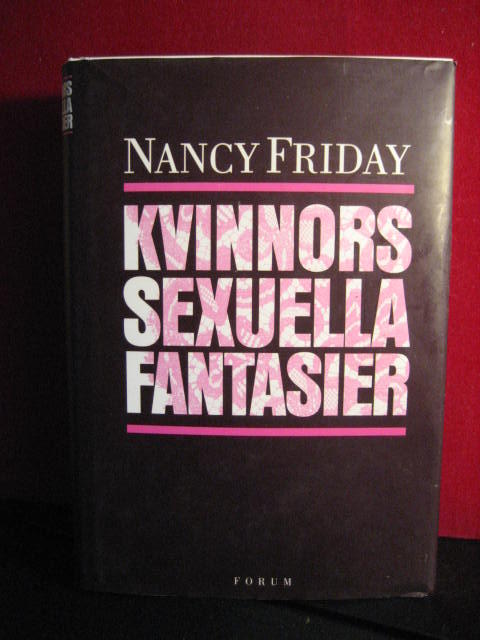 NANCY FRIDAY
KVINNORS
SEXUELLA
FANTASIER
FORUM